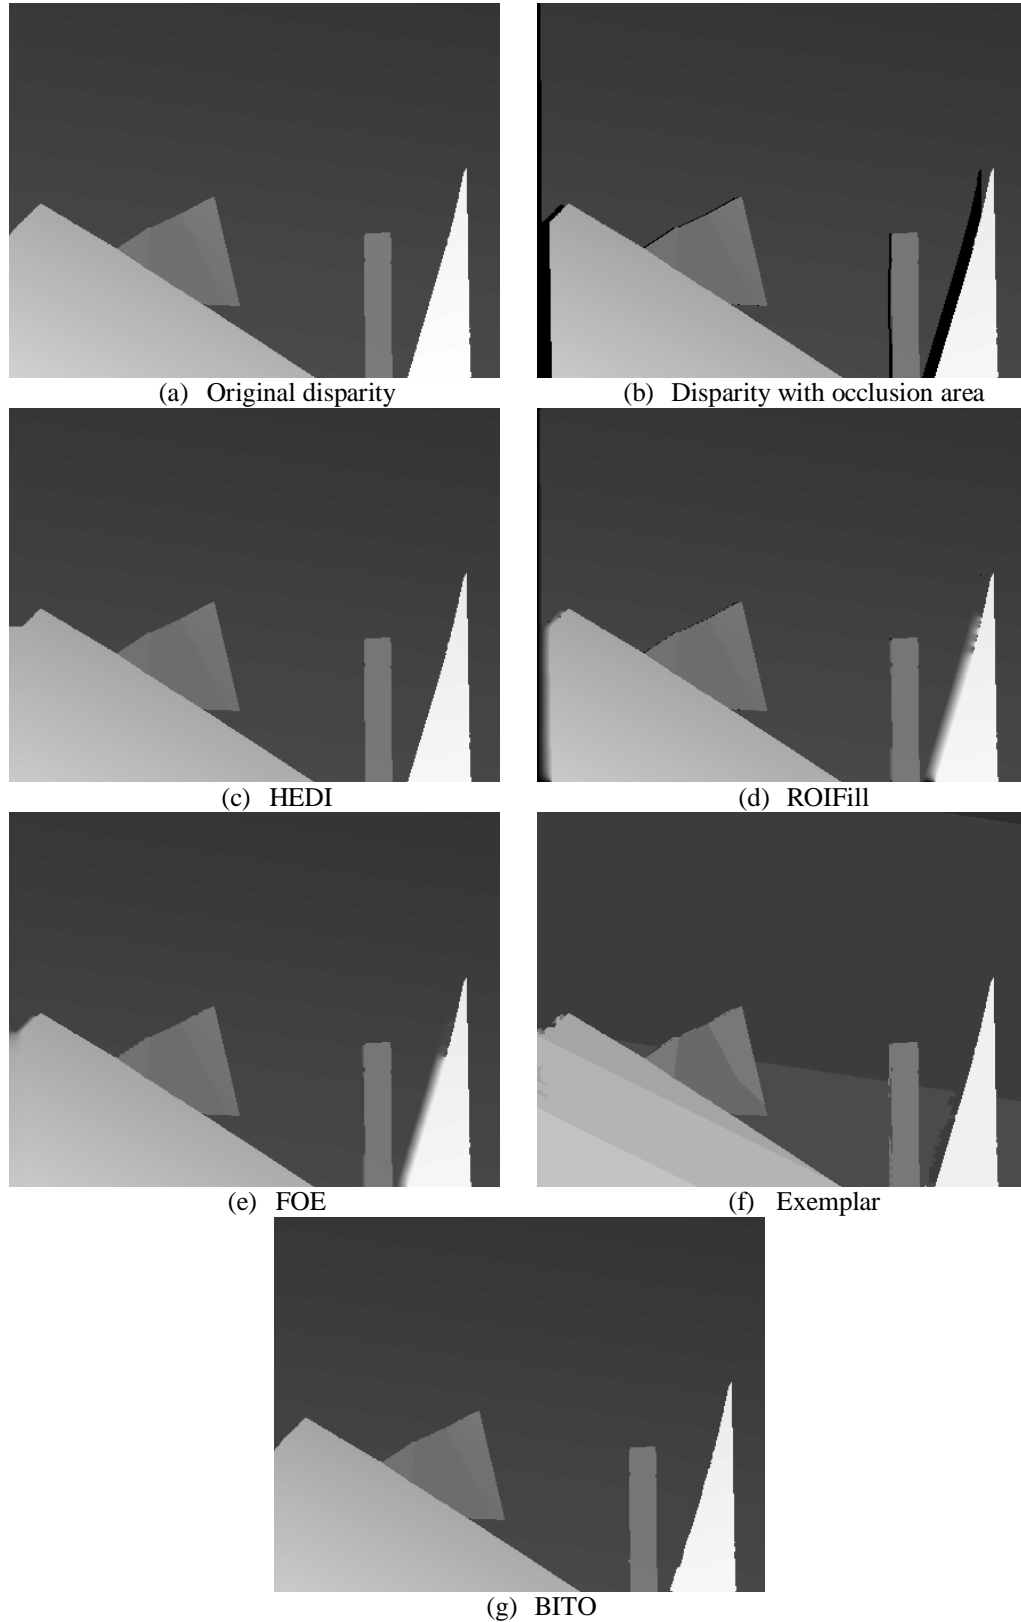 (a) Original disparity
(b) Disparity with occlusion area
(c) HEDI
(d) ROIFill
(e) FOE
(f) Exemplar
(g) BITO